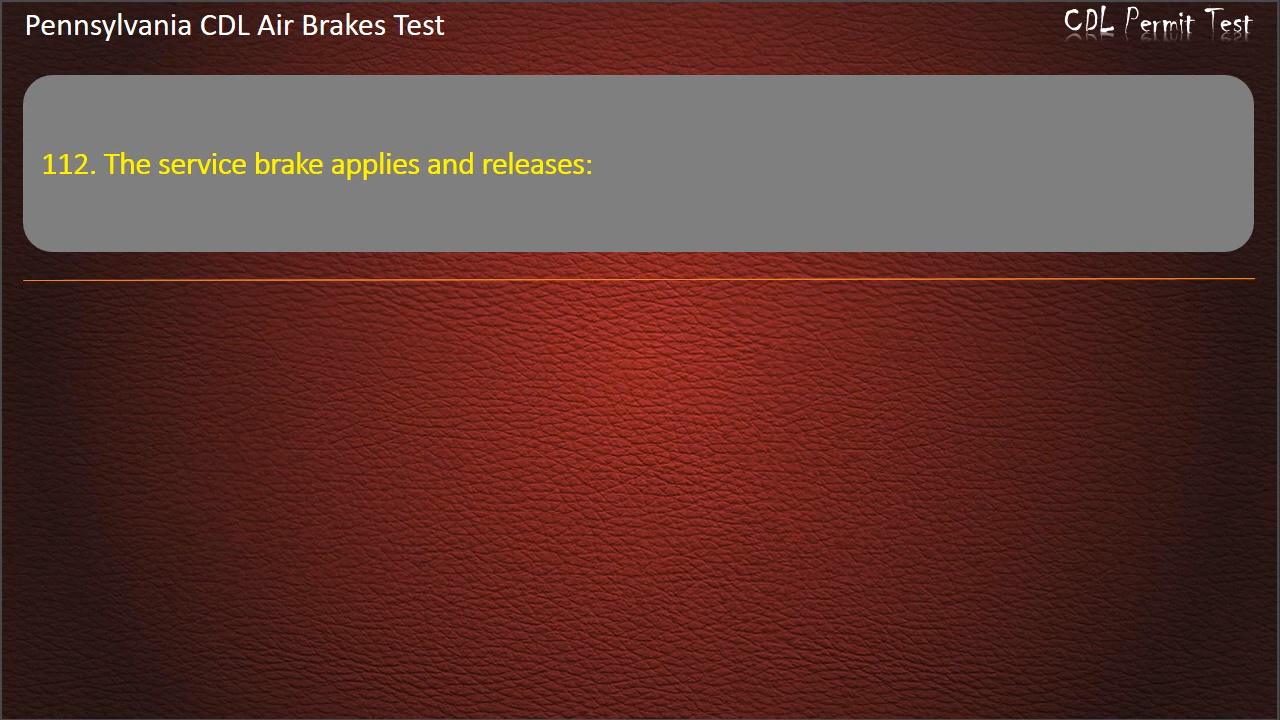 Pennsylvania CDL Air Brakes Test
CDL Permit Test
112. The service brake applies and releases: